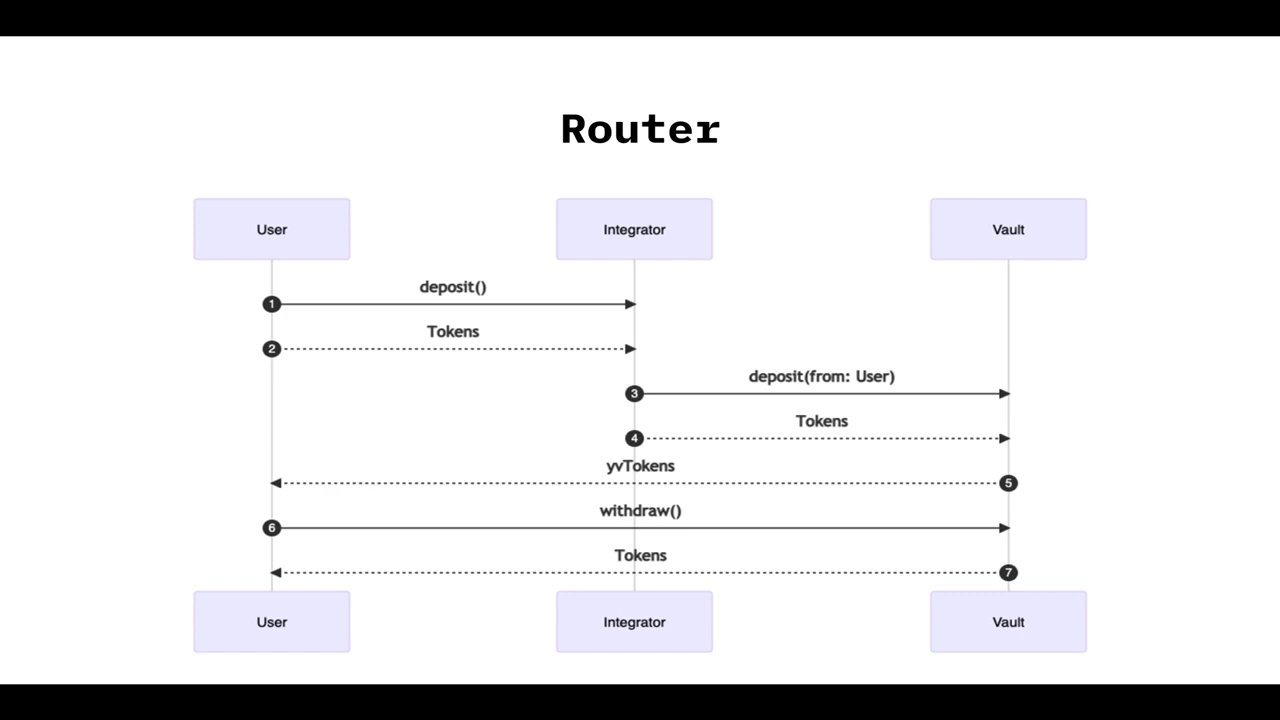 Router
User
Integrator
Vault
deposit()
1
Tokens
2
deposit(from: User)
3
Tokens
4
yvTokens
5
withdraw()
6
Tokens
7
User
Integrator
Vault